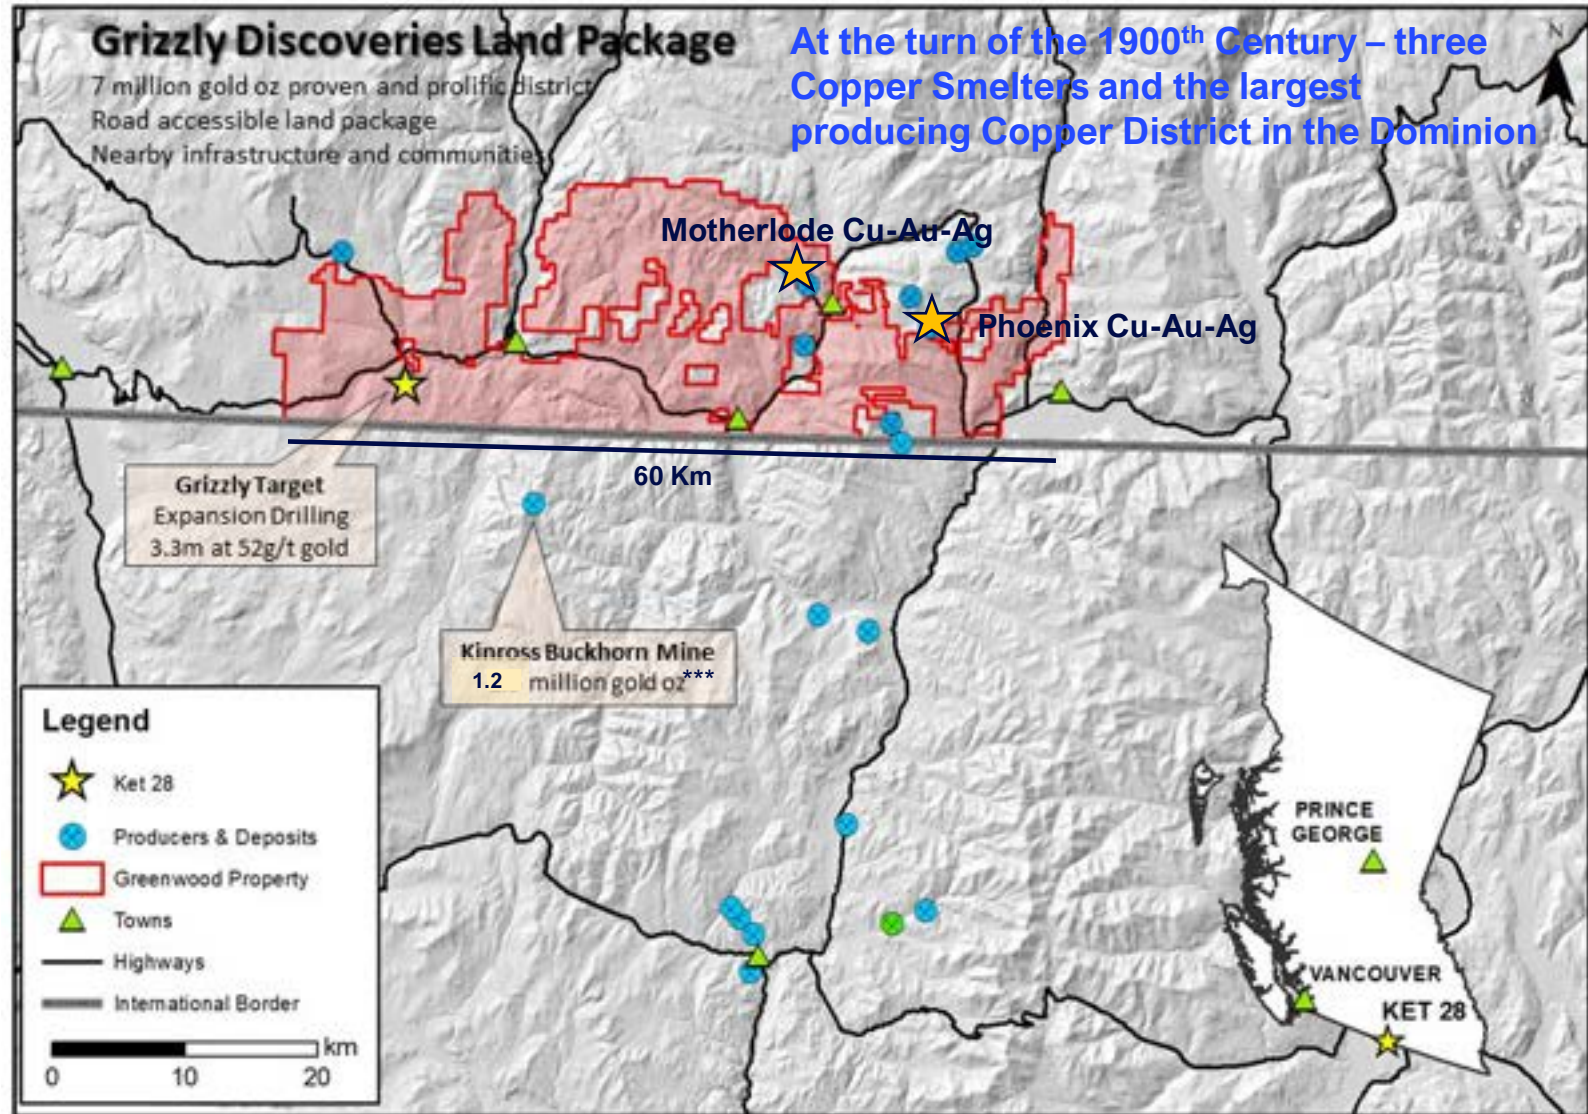 Grizzly Discoveries Land Package
7 million gold oz proven and prolific district
Road accessible land package
Nearby infrastructure and communities
At the turn of the 1900th Century – three
Copper Smelters and the largest
producing Copper District in the Dominion
N
Motherlode Cu-Au-Ag
Phoenix Cu-Au-Ag
60 Km
Grizzly Target
Expansion Drilling
3.3m at 52g/t gold
Kinross Buckhorn Mine
1.2 million gold oz***
Legend
Ket 28
Producers & Deposits
Greenwood Property
Towns
Highways
International Border
km
0 10 20
PRINCE
GEORGE
VANCOUVER
KET 28